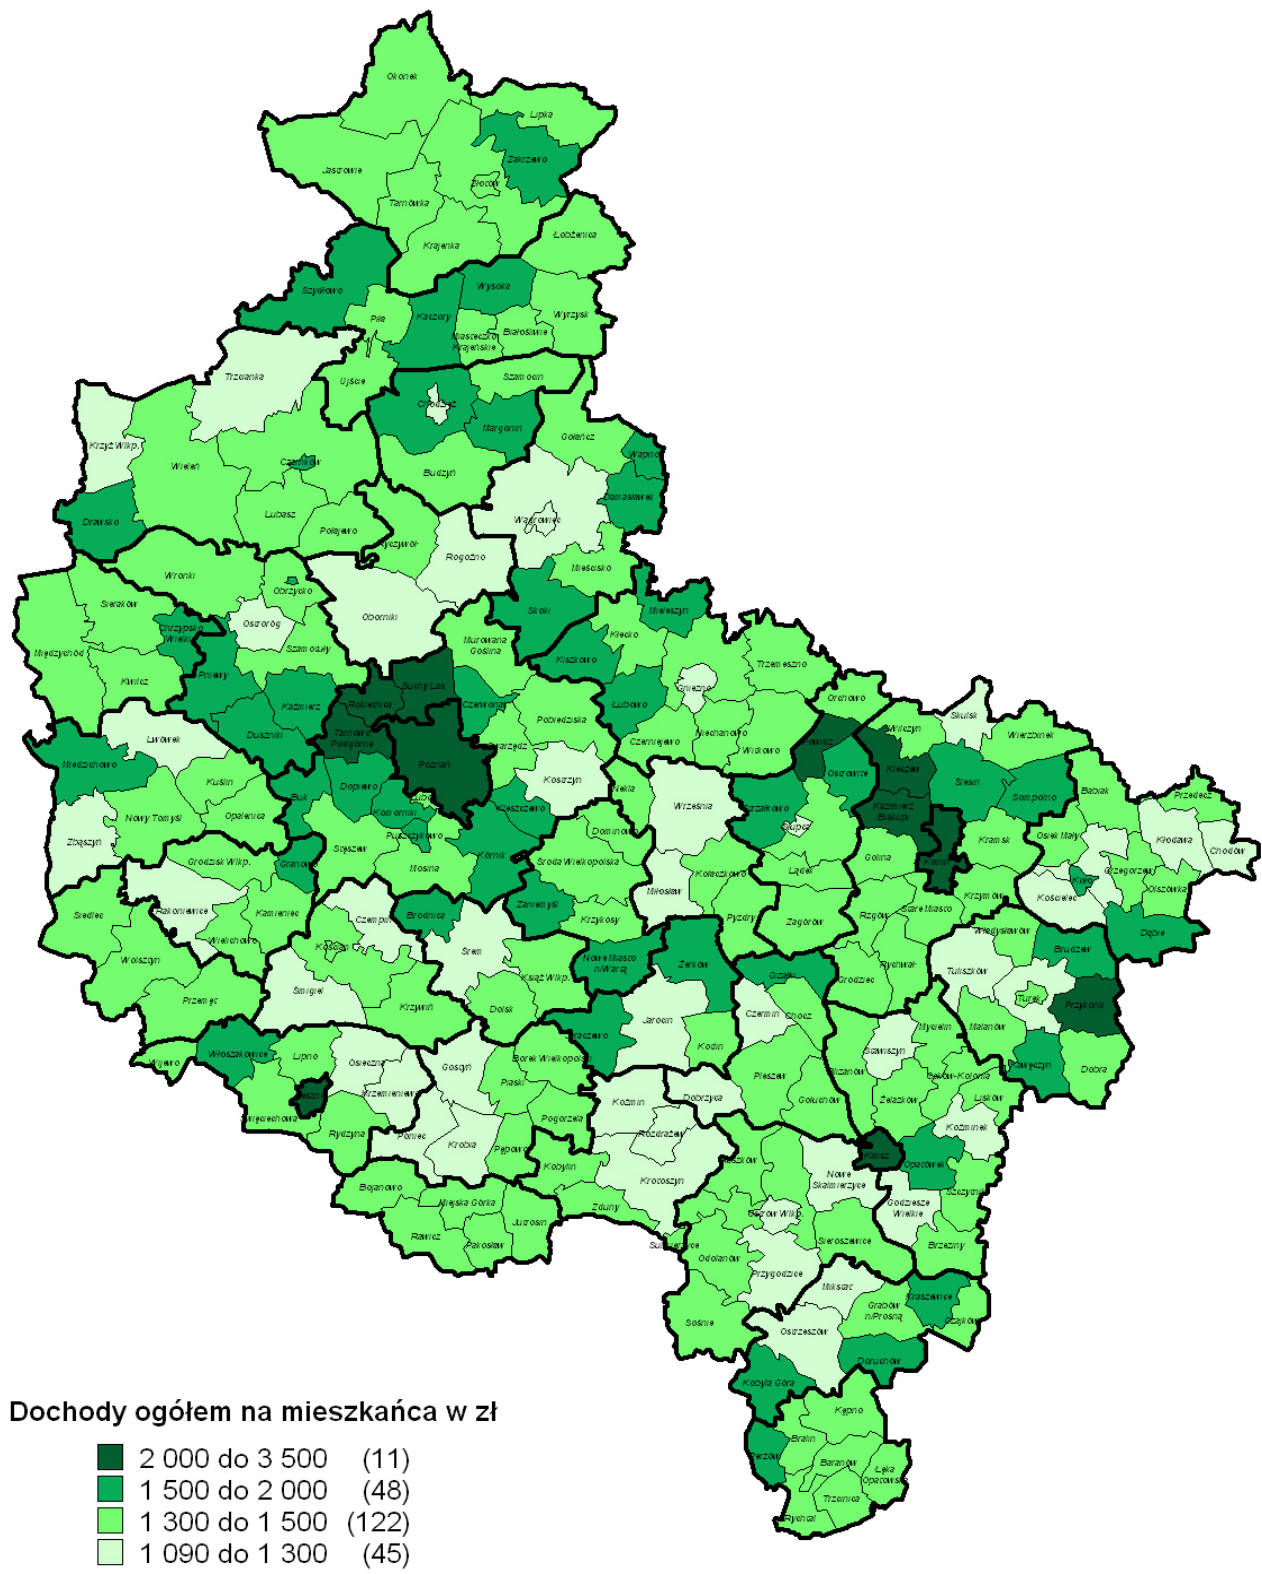 Okonek
Lipka
Zakrzewo
Jastrowie
Złotów
Tarnówka
Krajenka
Łobżenica
Szydłowo
Wysoka
Piła
Kaczory
Wyrzysk
Miasteczko
Krajeńskie
Białośliwie
Trzcianka
Ujście
Szamocin
Chodzież
Margonin
Krzyż Wlkp.
Gołańcz
Wapno
Wieleń
Czarnków
Budzyń
Damasławek
Drawsko
Lubasz
Połajewo
Wągrowiec
Ryczywół
Rogoźno
Mieścisko
Wronki
Obrzycko
Sieraków
Ostroróg
Oborniki
Skoki
Mieleszyn
Chrzypsko
Wielkie
Kłecko
Międzychód
Szamotuły
Murowana
Goślina
Kiszkowo
Trzemeszno
Kwilcz
Pniewy
Suchy Las
Gniezno
Kaźmierz
Rokietnica
Czerwonak
Łubowo
Orchowo
Skulsk
Lwówek
Duszniki
Tarnowo
Podgórne
Pobiedziska
Niechanowo
Wilczyn
Wierzbinek
Swarzędz
Czerniejewo
Witkowo
Powidz
Miedzichowo
Poznań
Kleczew
Ostrowite
Ślesin
Sompolno
Kuślin
Buk
Dopiewo
Kostrzyn
Nekla
Września
Strzałkowo
Kazimierz
Biskupi
Babiak
Przedecz
Nowy Tomyśl
Opalenica
Komorniki
Kleszczewo
Słupca
Zbąszyń
Puszczykowo
Dominowo
Kramsk
Osiek Mały
Kłodawa
Chodów
Grodzisk Wlkp.
Granowo
Stęszew
Mosina
Kórnik
Środa Wielkopolska
Golina
Konin
Lądek
Kołaczkowo
Grzegorzew
Koło
Olszówka
Rakoniewice
Kamieniec
Miłosław
Krzymów
Kościelec
Siedlec
Czempiń
Brodnica
Zaniemyśl
Krzykosy
Pyzdry
Zagórów
Rzgów
Stare Miasto
Wielichowo
Kościan
Śrem
Władysławów
Brudzew
Dąbie
Wolsztyn
Nowe Miasto
n/Wartą
Żerków
Gizałki
Rychwał
Tuliszków
Grodziec
Przemęt
Śmigiel
Krzywiń
Książ Wlkp.
Dolsk
Turek
Przykona
Jarocin
Czermin
Chocz
Mycielin
Malanów
Jaraczewo
Kotlin
Stawiszyn
Wijewo
Włoszakowice
Lipno
Osieczna
Gostyń
Borek Wielkopolski
Kawęczyn
Dobra
Piaski
Pleszew
Blizanów
Ceków-Kolonia
Krzemieniewo
Koźmin
Dobrzyca
Gołuchów
Żelazków
Lisków
Święciechowa
Pogorzela
Koźminek
Rydzyna
Poniec
Krobia
Rozdrażew
Pępowo
Kalisz
Opatówek
Kobylin
Krotoszyn
Nowe
Skalmierzyce
Bojanowo
Szczytniki
Miejska Górka
Zduny
Godziesze
Wielkie
Jutrosin
Ostrów Wlkp.
Rawicz
Pakosław
Sieroszewice
Brzeziny
Odolanów
Przygodzice
Mikstat
Kraszewice
Grabów
n/Prosną
Czajków
Sośnie
Ostrzeszów
Doruchów
Kobyla Góra
Kępno
Bralin
Perzów
Baranów
Łęka
Opatowska
Trzcinica
Rychtal
Dochody ogółem na mieszkańca w zł
2 000 do 3 500 (11)
1 500 do 2 000 (48)
1 300 do 1 500 (122)
1 090 do 1 300 (45)